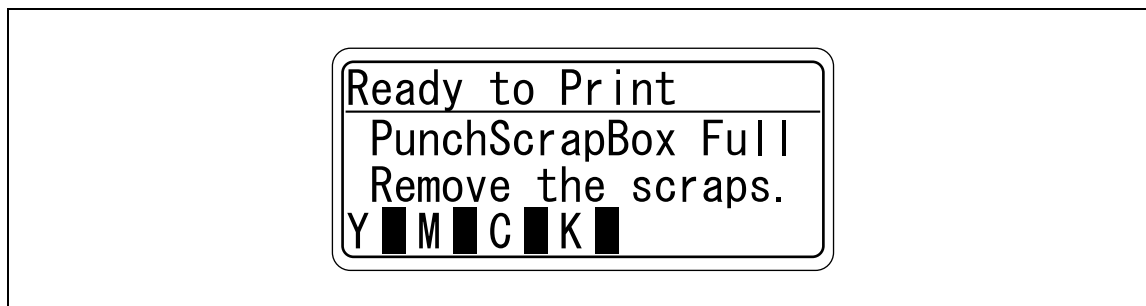 Ready to Print
PunchScrapBox Full
Remove the scraps.
Y M C K